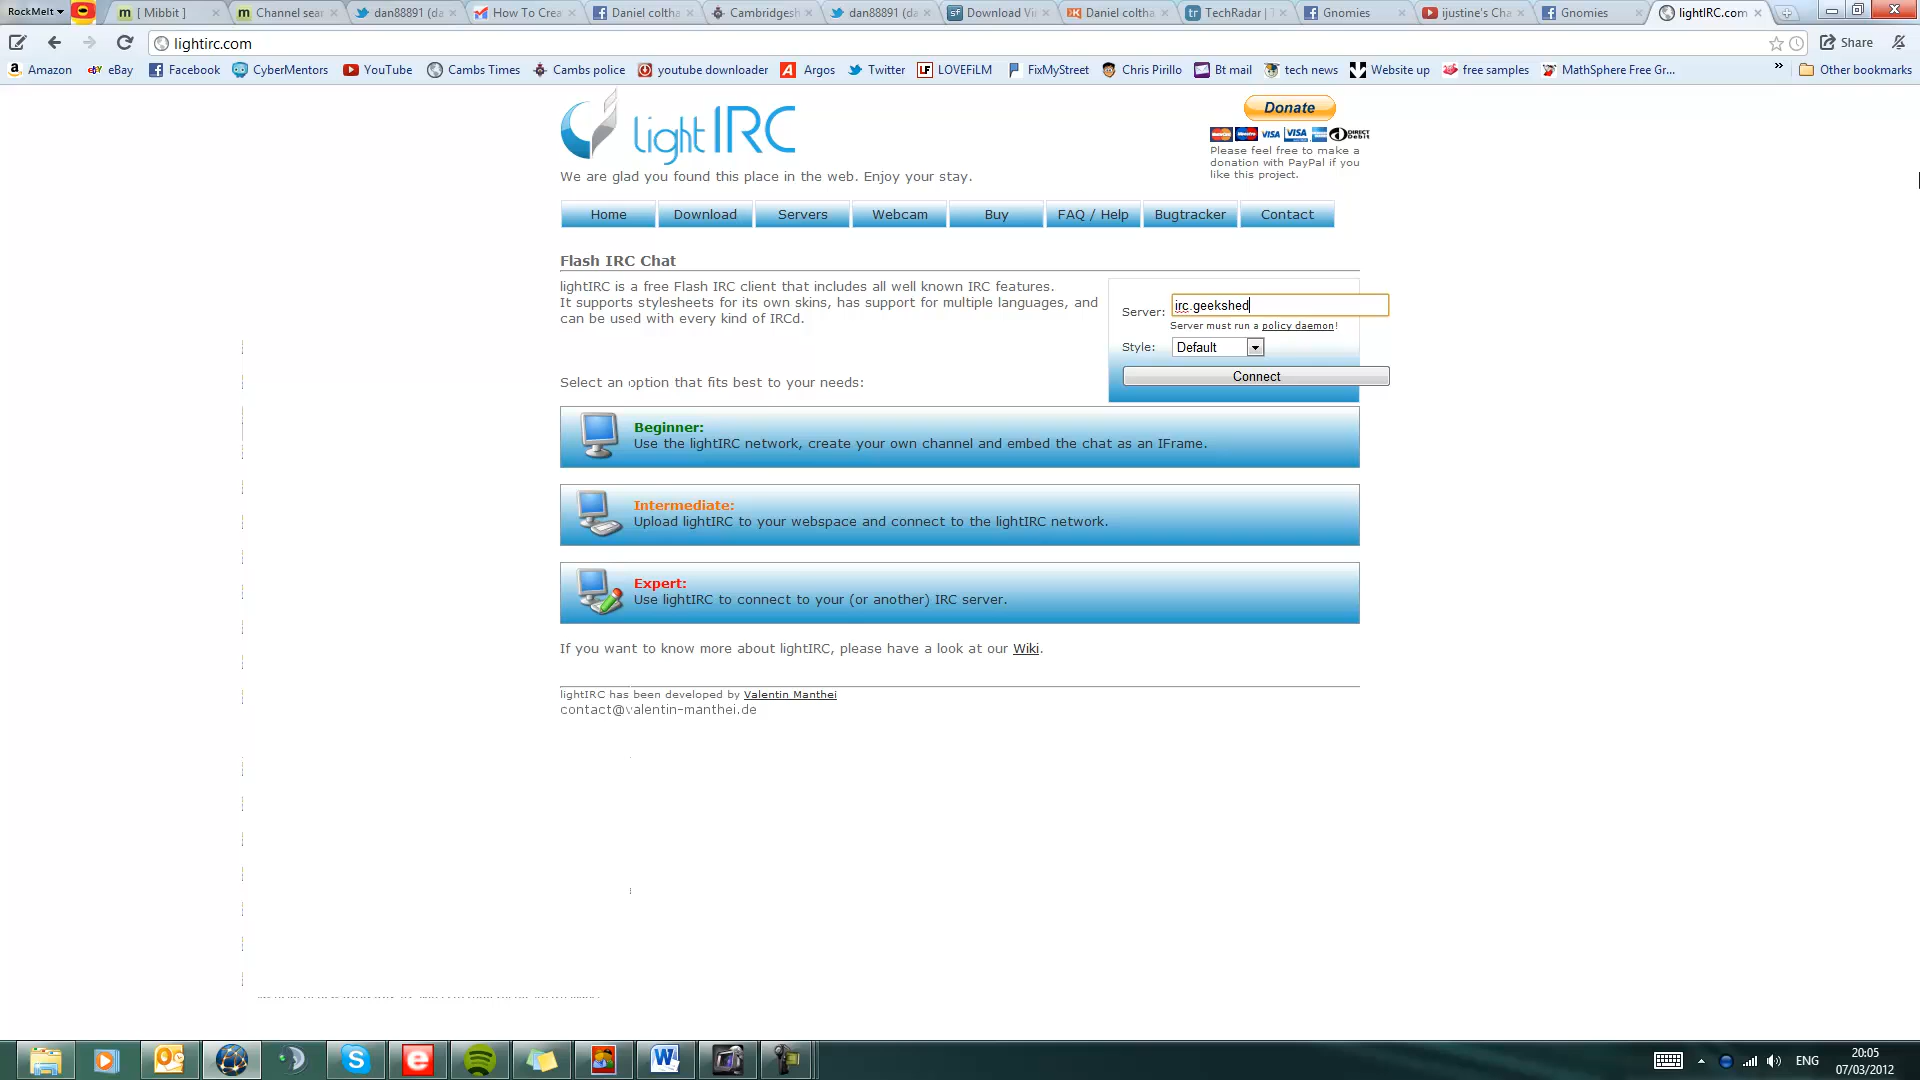 RockMelt
[ Mibbit ]
Channel sear
dan88891 (da
How To Crea
Daniel coltha
Cambridgesh
dan88891 (da
Download Vi
Daniel coltha
TechRadar | T
Gnomies
ijustine's Cha
Gnomies
lightIRC.com
lightirc.com
Share
Amazon
eBay
Facebook
CyberMentors
YouTube
Cambs Times
Cambs police
youtube downloader
Argos
Twitter
LOVEFiLM
FixMyStreet
Chris Pirillo
Bt mail
tech news
Website up
free samples
MathSphere Free Gr...
»
Other bookmarks
lightIRC
We are glad you found this place in the web. Enjoy your stay.
Donate
Please feel free to make a
donation with PayPal if you
like this project.
Home
Download
Servers
Webcam
Buy
FAQ / Help
Bugtracker
Contact
Flash IRC Chat
lightIRC is a free Flash IRC client that includes all well known IRC features.
It supports stylesheets for its own skins, has support for multiple languages, and
can be used with every kind of IRCd.
Server: irc.geekshed
Server must run a policy daemon!
Style: Default
Connect
Select an option that fits best to your needs:
Beginner:
Use the lightIRC network, create your own channel and embed the chat as an IFrame.
Intermediate:
Upload lightIRC to your webspace and connect to the lightIRC network.
Expert:
Use lightIRC to connect to your (or another) IRC server.
If you want to know more about lightIRC, please have a look at our Wiki.
lightIRC has been developed by Valentin Manthei
contact@valentin-manthei.de
ENG
20:05
07/03/2012